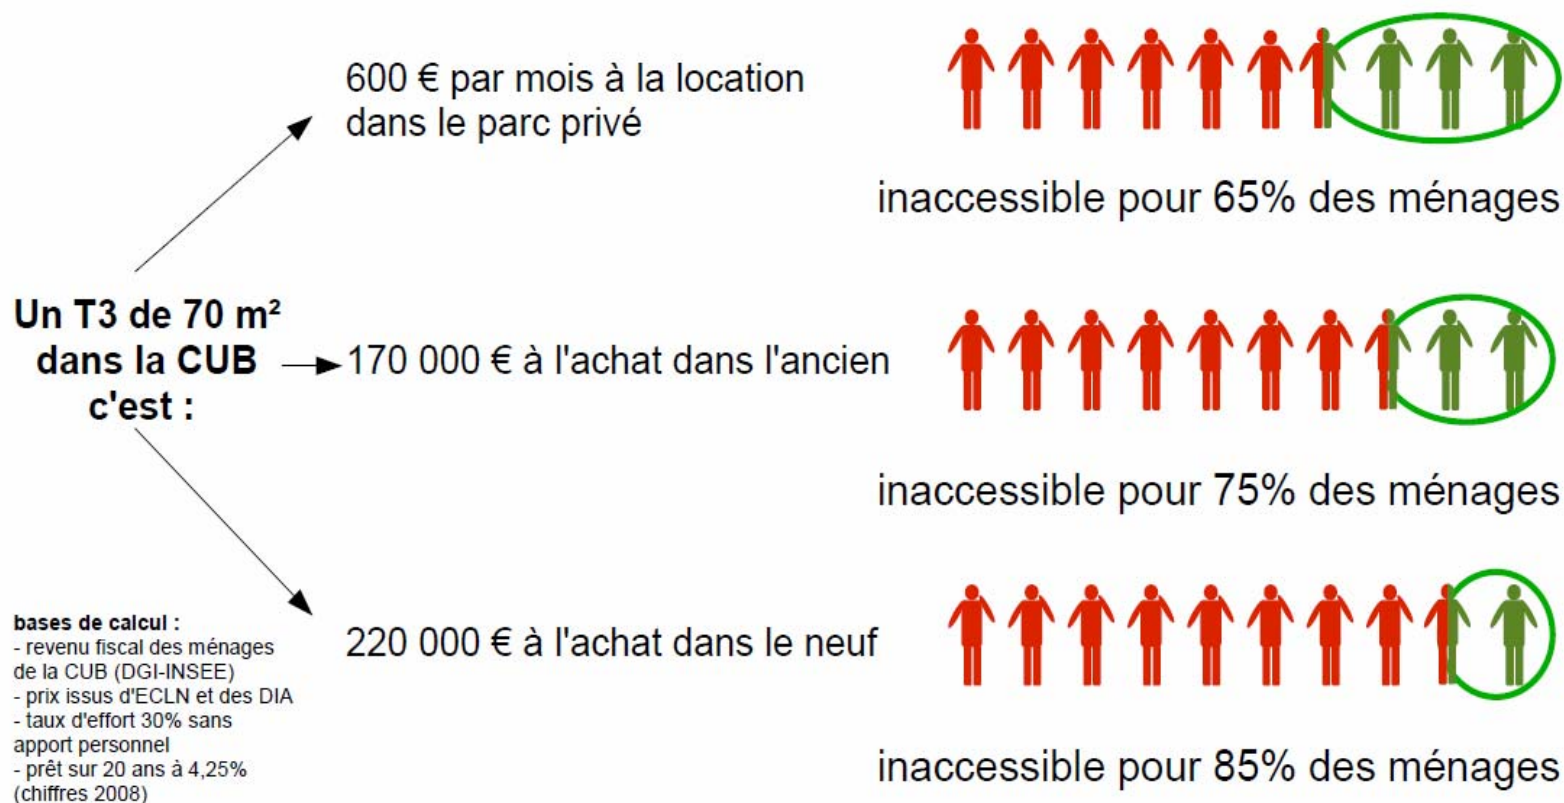 600 € par mois à la location
dans le parc privé
inaccessible pour 65% des ménages
Un T3 de 70 m²
dans la CUB
c'est :
170 000 € à l'achat dans l'ancien
inaccessible pour 75% des ménages
220 000 € à l'achat dans le neuf
inaccessible pour 85% des ménages
bases de calcul :
- revenu fiscal des ménages
de la CUB (DGI-INSEE)
- prix issus d'ECLN et des DIA
- taux d'effort 30% sans
apport personnel
- prêt sur 20 ans à 4,25%
(chiffres 2008)